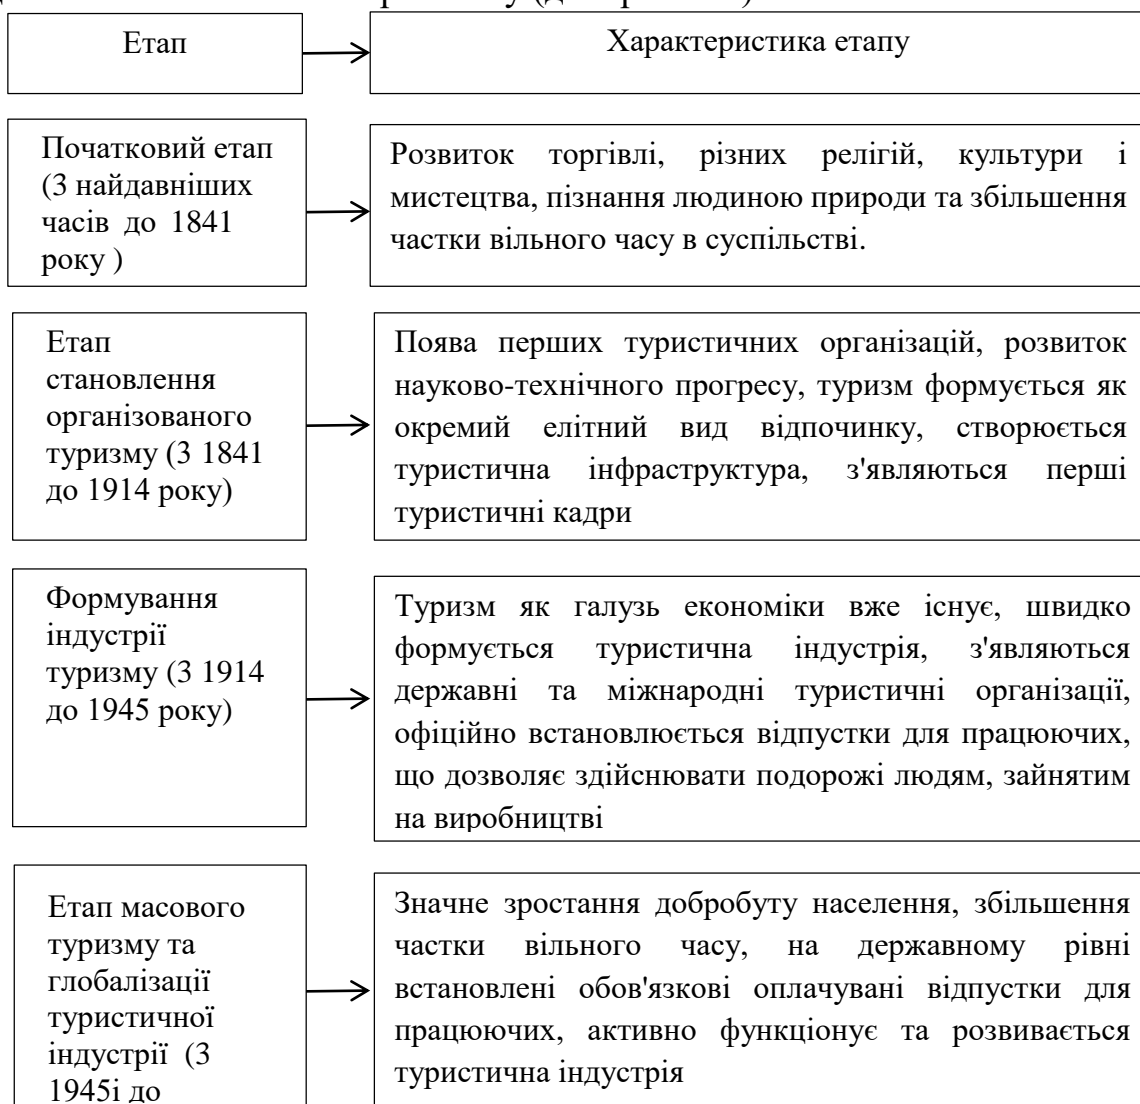 Етап
Характеристика етапу
Початковий етап
(З найдавніших
часів до 1841
року )
Розвиток торгівлі, різних релігій, культури і
мистецтва, пізнання людиною природи та збільшення
частки вільного часу в суспільстві.
Етап
становлення
організованого
туризму (З 1841
до 1914 року)
Поява перших туристичних організацій, розвиток
науково-технічного прогресу, туризм формується як
окремий елітний вид відпочинку, створюється
туристична інфраструктура, з'являються перші
туристичні кадри
Формування
індустрії
туризму (З 1914
до 1945 року)
Туризм як галузь економіки вже існує, швидко
формується туристична індустрія, з'являються
державні та міжнародні туристичні організації,
офіційно встановлюється відпустки для працюючих,
що дозволяє здійснювати подорожі людям, зайнятим
на виробництві
Етап масового
туризму та
глобалізації
туристичної
індустрії (З
1945і до
Значне зростання добробуту населення, збільшення
частки вільного часу, на державному рівні
встановлені обов'язкові оплачувані відпустки для
працюючих, активно функціонує та розвивається
туристична індустрія